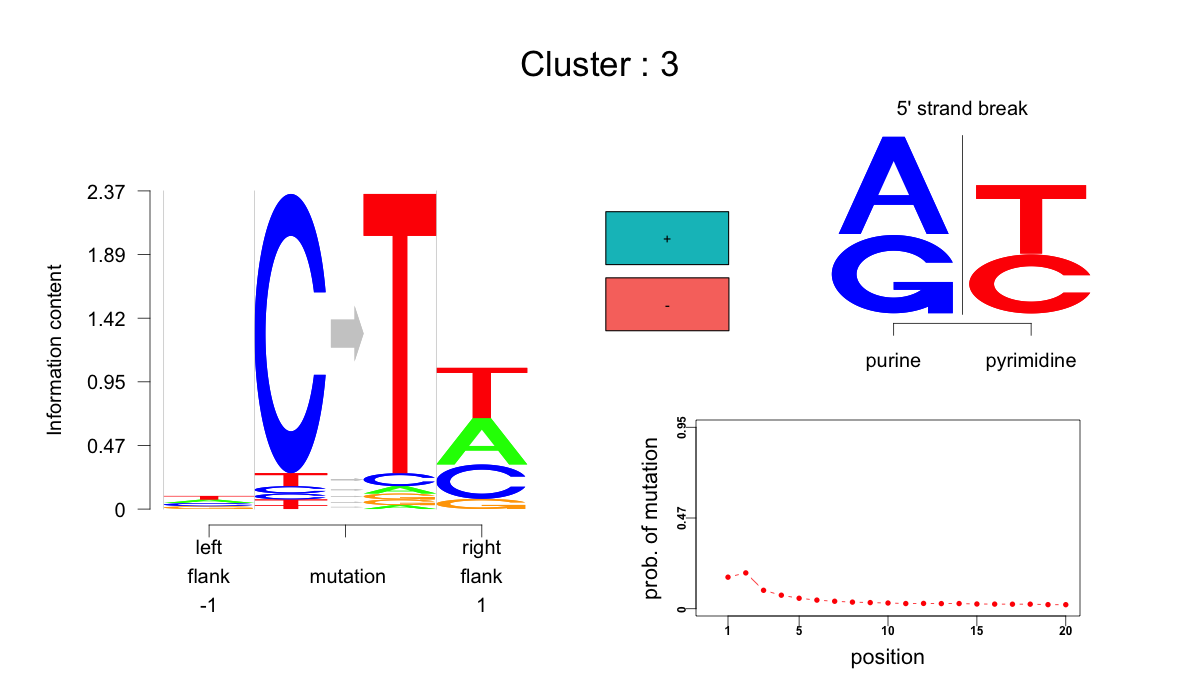 Cluster : 3
5' strand break
A
T
G
C
purine
pyrimidine
+
-
Information content
2.37
1.89
1.42
0.95
0.47
0
C
T
T
A
C
G
T
C
C
T
C
A
G
G
A
left
flank
-1
mutation
right
flank
1
prob. of mutation
0.95
0.47
0
1
5
10
15
20
position